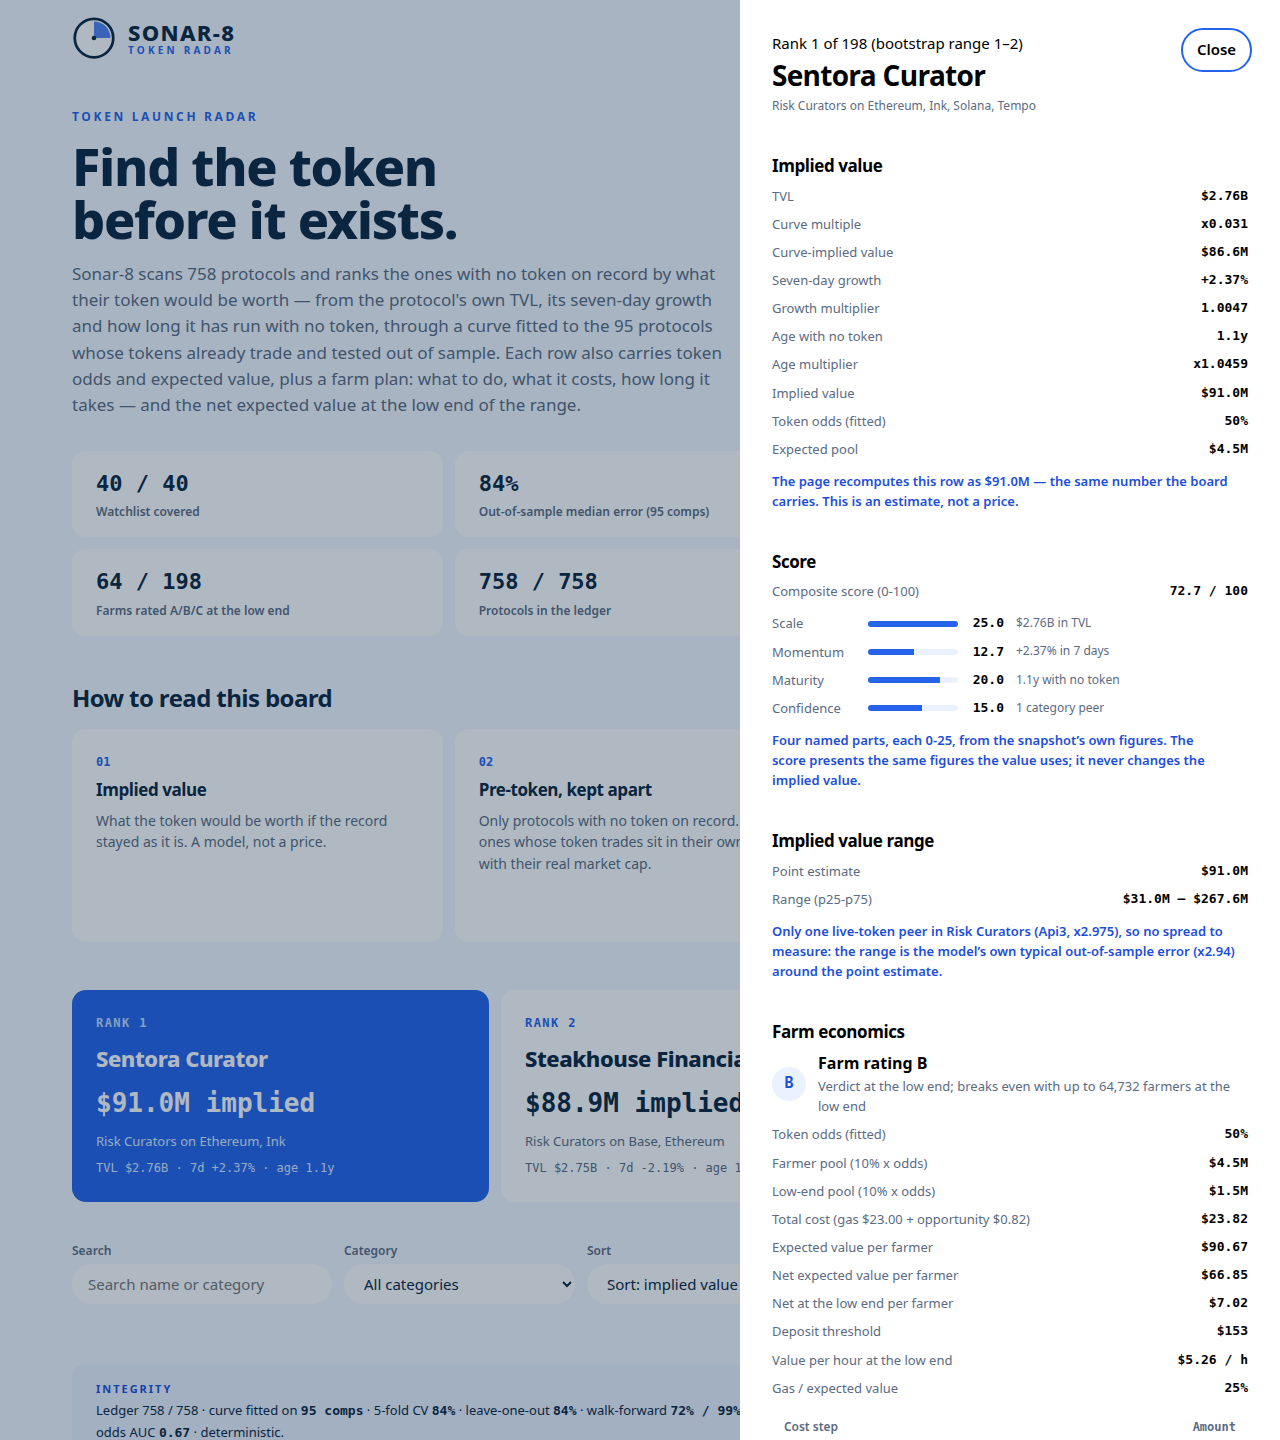 SONAR-8
TOKEN RADAR
TOKEN LAUNCH RADAR
Find the token
before it exists.
Sonar-8 scans 758 protocols and ranks the ones with no token on record by what
their token would be worth — from the protocol's own TVL, its seven-day growth
and how long it has run with no token, through a curve fitted to the 95 protocols
whose tokens already trade and tested out of sample. Each row also carries token
odds and expected value, plus a farm plan: what to do, what it costs, how long it
takes — and the net expected value at the low end of the range.
40 / 40
Watchlist covered
84%
Out-of-sample median error (95 comps)
64 / 198
Farms rated A/B/C at the low end
758 / 758
Protocols in the ledger
How to read this board
01
Implied value
What the token would be worth if the record
stayed as it is. A model, not a price.
02
Pre-token, kept apart
Only protocols with no token on record.
ones whose token trades sit in their own
with their real market cap.
RANK 1
Sentora Curator
$91.0M implied
Risk Curators on Ethereum, Ink
TVL $2.76B · 7d +2.37% · age 1.1y
RANK 2
Steakhouse Financia
$88.9M implied
Risk Curators on Base, Ethereum
TVL $2.75B · 7d -2.19% · age 1
Search
Search name or category
Category
All categories
Sort
Sort: implied value
INTEGRITY
Ledger 758 / 758 · curve fitted on 95 comps · 5-fold CV 84% · leave-one-out 84% · walk-forward 72% / 99%
odds AUC 0.67 · deterministic.
Rank 1 of 198 (bootstrap range 1–2)
Close
Sentora Curator
Risk Curators on Ethereum, Ink, Solana, Tempo
Implied value
TVL $2.76B
Curve multiple x0.031
Curve-implied value $86.6M
Seven-day growth +2.37%
Growth multiplier 1.0047
Age with no token 1.1y
Age multiplier x1.0459
Implied value $91.0M
Token odds (fitted) 50%
Expected pool $4.5M
The page recomputes this row as $91.0M — the same number the board
carries. This is an estimate, not a price.
Score
Composite score (0-100) 72.7 / 100
Scale 25.0 $2.76B in TVL
Momentum 12.7 +2.37% in 7 days
Maturity 20.0 1.1y with no token
Confidence 15.0 1 category peer
Four named parts, each 0-25, from the snapshot’s own figures. The
score presents the same figures the value uses; it never changes the
implied value.
Implied value range
Point estimate $91.0M
Range (p25-p75) $31.0M — $267.6M
Only one live-token peer in Risk Curators (Api3, x2.975), so no spread to
measure: the range is the model’s own typical out-of-sample error (x2.94)
around the point estimate.
Farm economics
B
Farm rating B
Verdict at the low end; breaks even with up to 64,732 farmers at the
low end
Token odds (fitted) 50%
Farmer pool (10% x odds) $4.5M
Low-end pool (10% x odds) $1.5M
Total cost (gas $23.00 + opportunity $0.82) $23.82
Expected value per farmer $90.67
Net expected value per farmer $66.85
Net at the low end per farmer $7.02
Deposit threshold $153
Value per hour at the low end $5.26 / h
Gas / expected value 25%
Cost step Amount